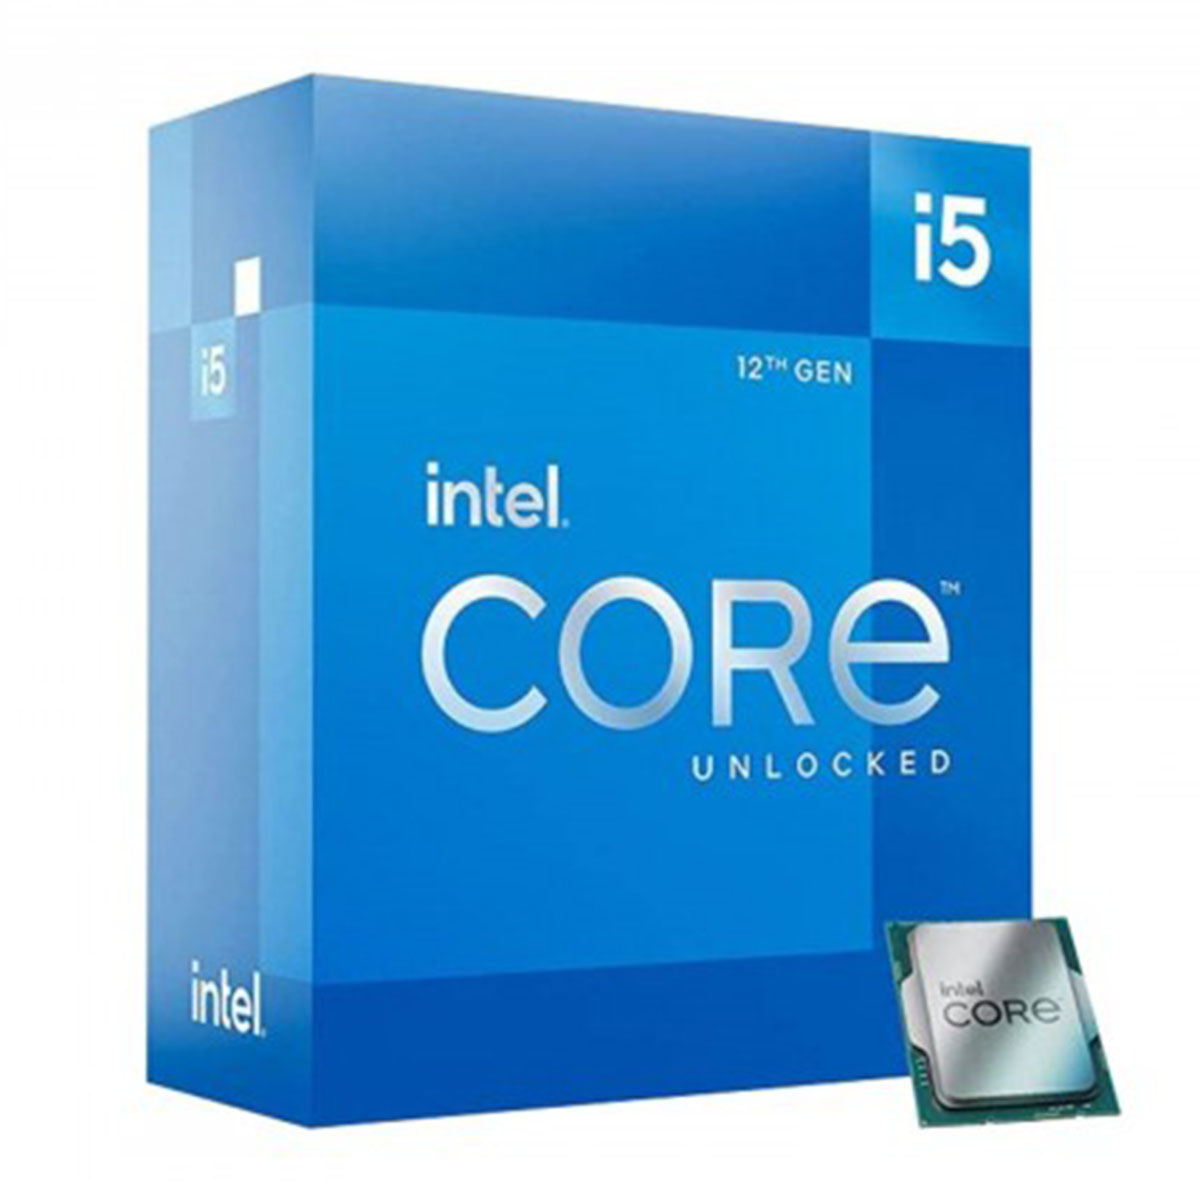 i5
12TH GEN
intel.
CORe™
UNLOCKED
i5
intel.
intel
CORe